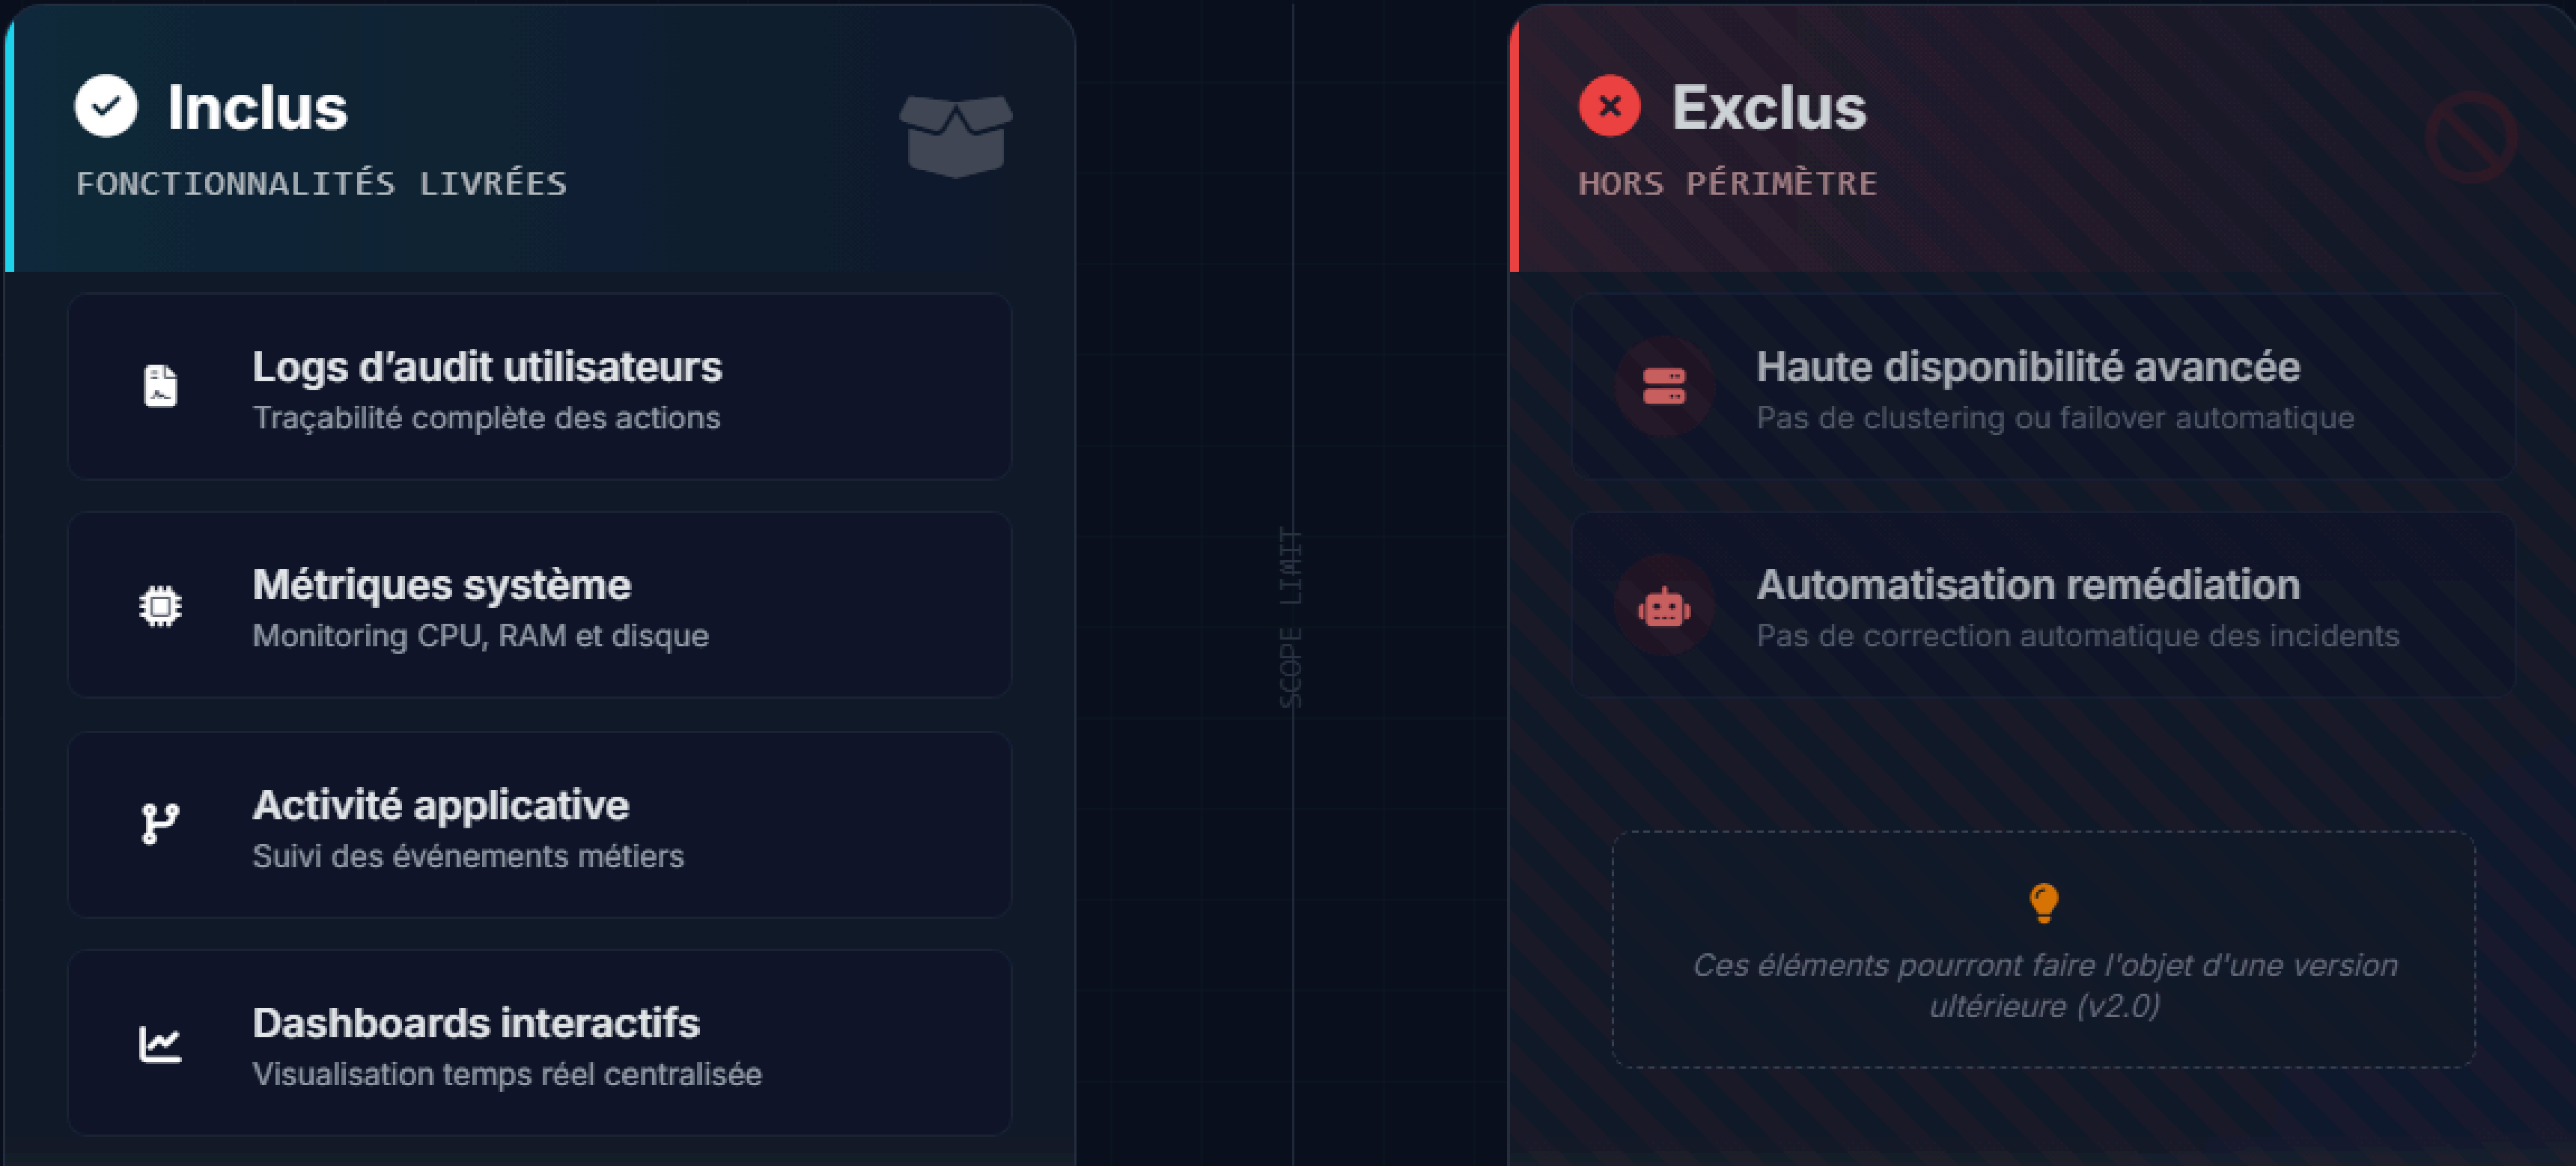 Inclus
FONCTIONNALITÉS LIVRÉES
Logs d’audit utilisateurs
Traçabilité complète des actions
Métriques système
Monitoring CPU, RAM et disque
Activité applicative
Suivi des événements métiers
Dashboards interactifs
Visualisation temps réel centralisée
SCOPE LIMIT
Exclus
HORS PÉRIMÈTRE
Haute disponibilité avancée
Pas de clustering ou failover automatique
Automatisation remédiation
Pas de correction automatique des incidents
Ces éléments pourront faire l'objet d'une version
ultérieure (v2.0)